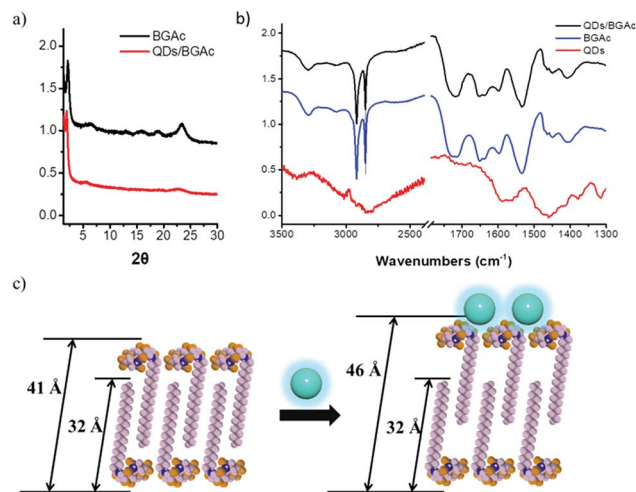 a)
BGAc
QDs/BGAc
2.0
1.5
1.0
0.5
0.0
5 10 15 20 25 30
2θ
b)
QDs/BGAc
BGAc
QDs
2.0
1.5
1.0
0.5
0.0
3500 3000 2500 1700 1600 1500 1400 1300
Wavenumbers (cm⁻¹)
c)
41 Å
32 Å
46 Å
32 Å